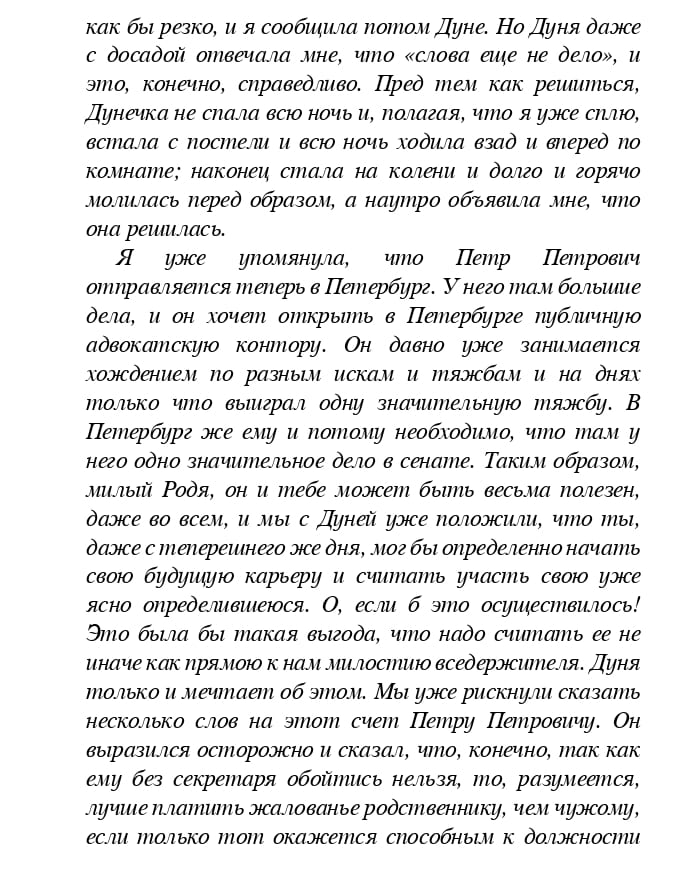 как бы резко, и я сообщила потом Дуне. Но Дуня даже
с досадой отвечала мне, что «слова еще не дело», и
это, конечно, справедливо. Пред тем как решиться,
Дунечка не спала всю ночь и, полагая, что я уже сплю,
встала с постели и всю ночь ходила взад и вперед по
комнате; наконец стала на колени и долго и горячо
молилась перед образом, а наутро объявила мне, что
она решилась.
Я уже упомянула, что Петр Петрович
отправляется теперь в Петербург. У него там большие
дела, и он хочет открыть в Петербурге публичную
адвокатскую контору. Он давно уже занимается
хождением по разным искам и тяжбам и на днях
только что выиграл одну значительную тяжбу. В
Петербург же ему и потому необходимо, что там у
него одно значительное дело в сенате. Таким образом,
милый Родя, он и тебе может быть весьма полезен,
даже во всем, и мы с Дуней уже положили, что ты,
даже с теперешнего же дня, мог бы определенно начать
свою будущую карьеру и считать участь свою уже
ясно определившеюся. О, если б это осуществилось!
Это была бы такая выгода, что надо считать ее не
иначе как прямою к нам милостию вседержителя. Дуня
только и мечтает об этом. Мы уже рискнули сказать
несколько слов на этот счет Петру Петровичу. Он
выразился осторожно и сказал, что, конечно, так как
ему без секретаря обойтись нельзя, то, разумеется,
лучше платить жалованье родственнику, чем чужому,
если только тот окажется способным к должности